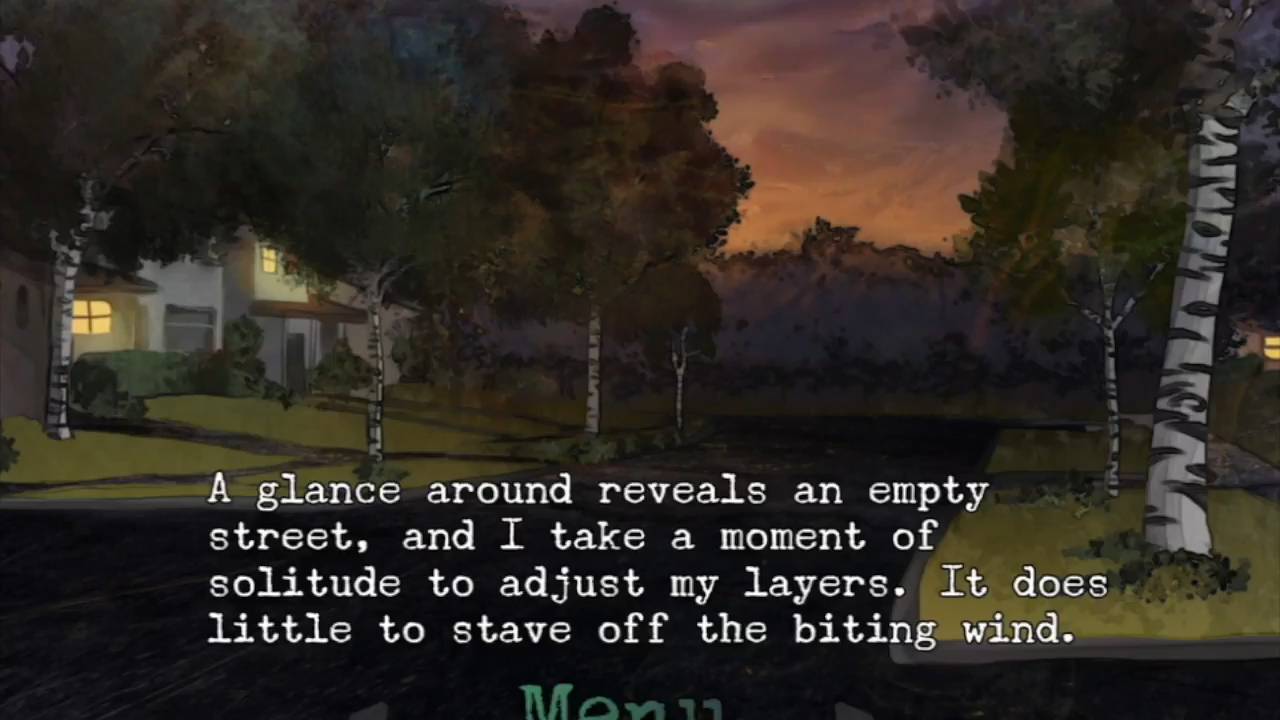 A glance around reveals an empty
street, and I take a moment of
solitude to adjust my layers. It does
little to stave off the biting wind.
Menu